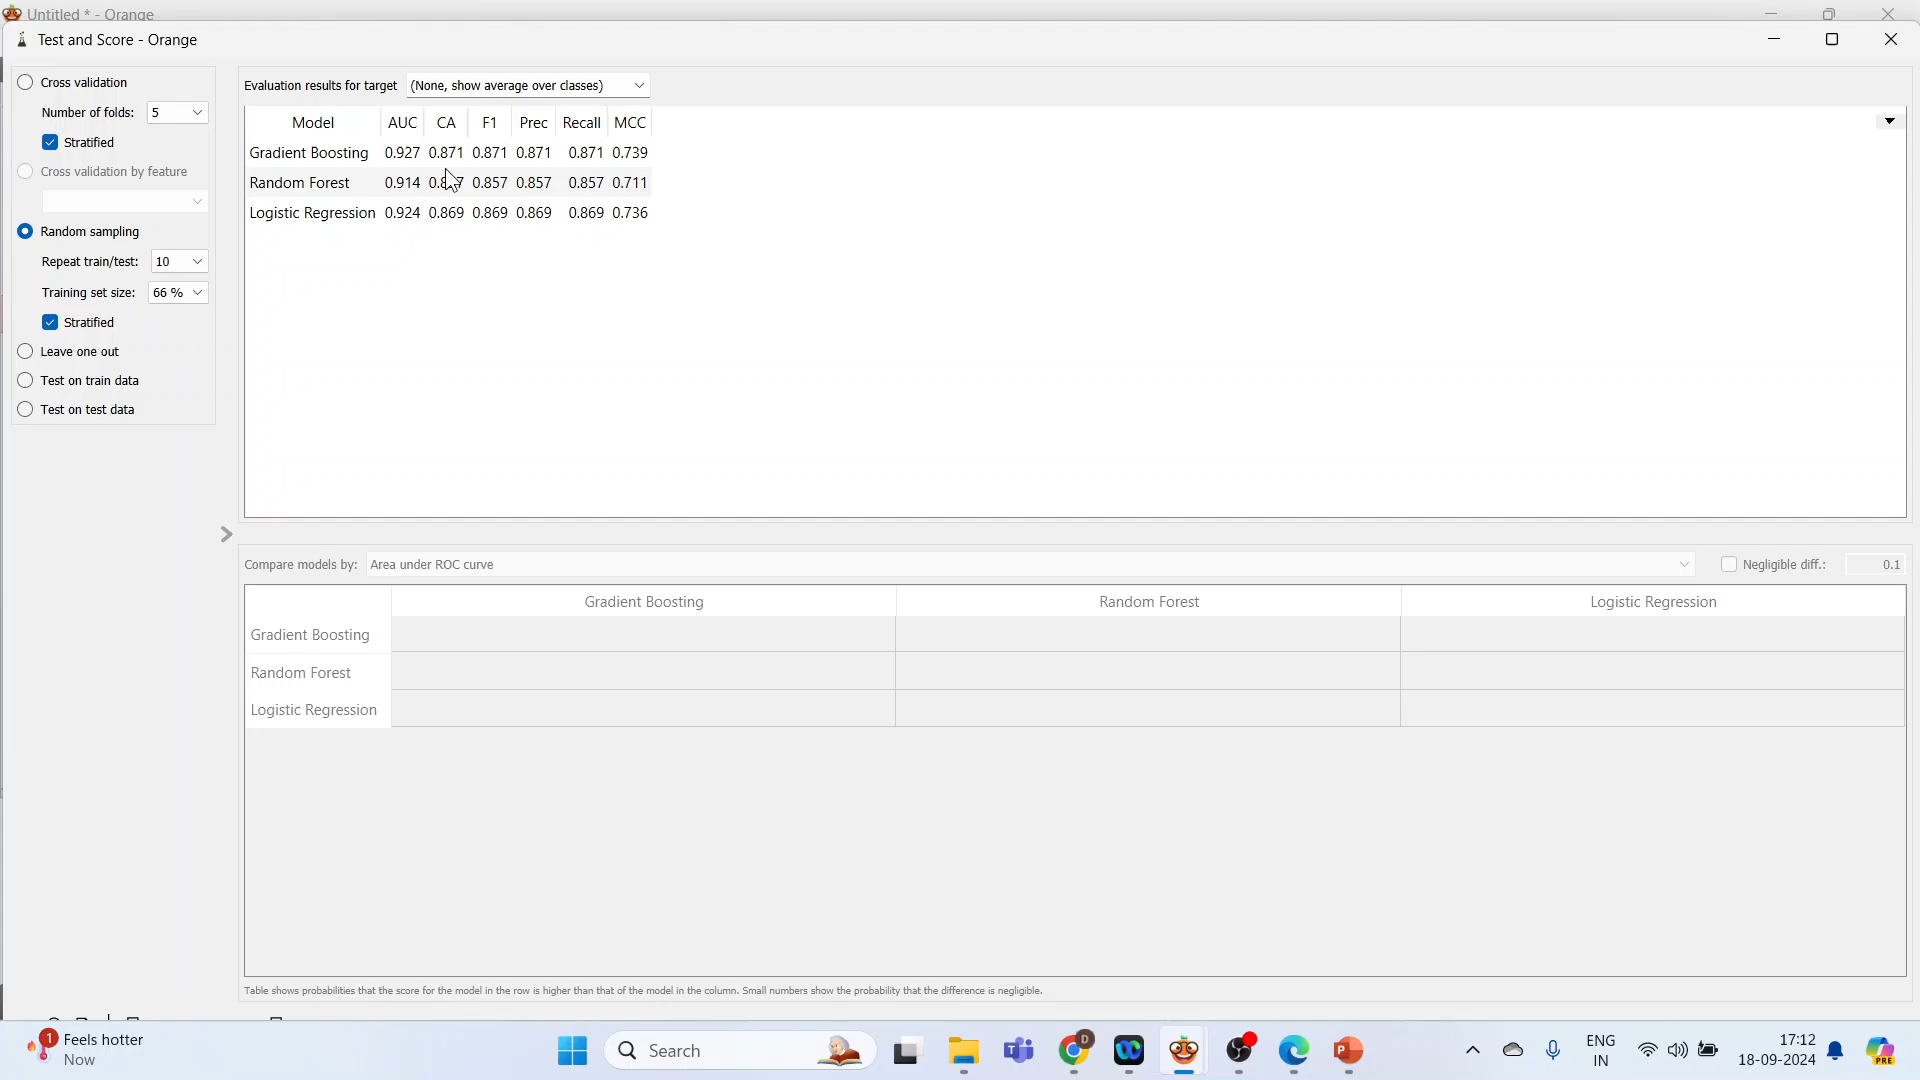 Untitled * - Orange
Test and Score - Orange
Cross validation
Number of folds: 5
Stratified
Cross validation by feature
Random sampling
Repeat train/test: 10
Training set size: 66 %
Stratified
Leave one out
Test on train data
Test on test data
Evaluation results for target (None, show average over classes)
Model AUC CA F1 Prec Recall MCC
Gradient Boosting 0.927 0.871 0.871 0.871 0.871 0.739
Random Forest 0.914 0.857 0.857 0.857 0.711
Logistic Regression 0.924 0.869 0.869 0.869 0.869 0.736
Compare models by: Area under ROC curve
Negligible diff.: 0.1
Gradient Boosting Random Forest Logistic Regression
Gradient Boosting
Random Forest
Logistic Regression
Table shows probabilities that the score for the model in the row is higher than that of the model in the column. Small numbers show the probability that the difference is negligible.
1 Feels hotter
Now
Search
D
ENG
IN
17:12
18-09-2024
PRE